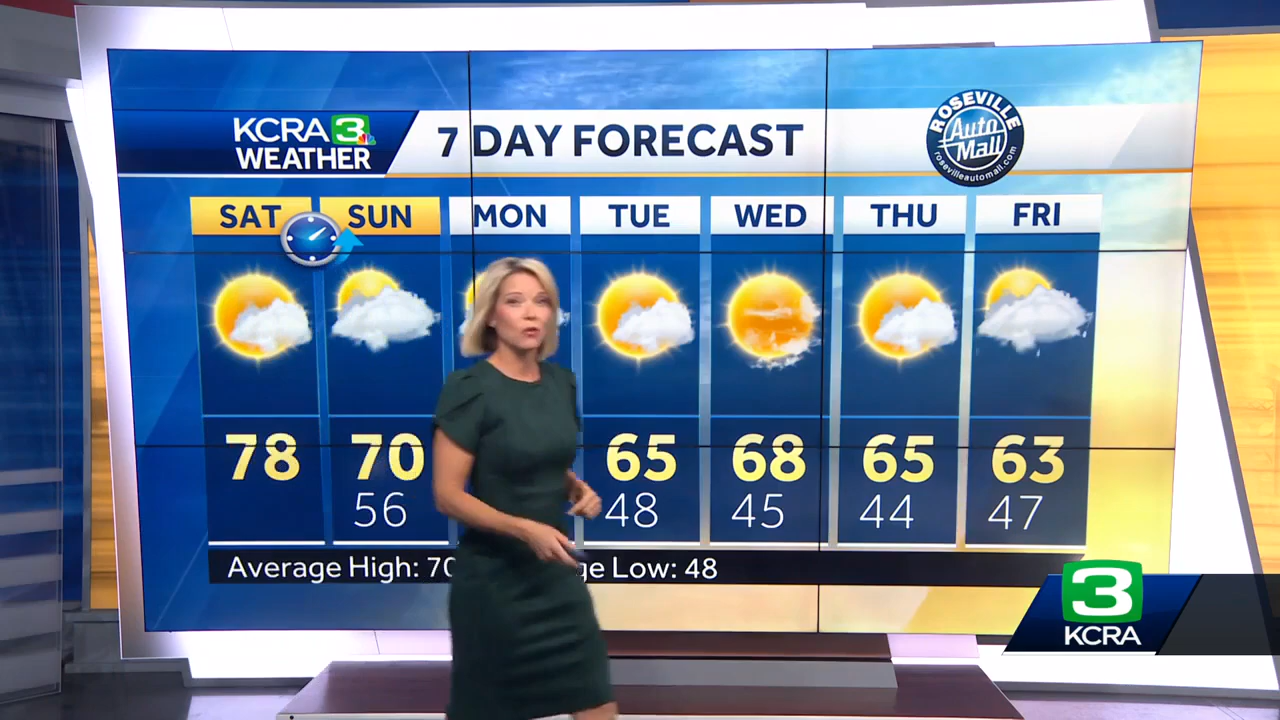 KCRA 3
WEATHER
7 DAY FORECAST
ROSEVILLE
Auto
Mall
rosevilleautomall.com
SAT SUN MON TUE WED THU FRI
78 70 65 68 65 63
56 48 45 44 47
Average High: 70 Low: 48
3
KCRA